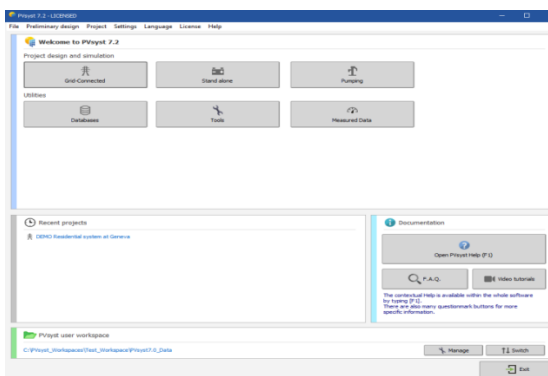 PVsyst 7.2 - LICENSED
File Preliminary design Project Settings Language License Help
Welcome to PVsyst 7.2
Project design and simulation
Grid-Connected
Stand alone
Pumping
Utilities
Databases
Tools
Measured Data
Recent projects
DEMO Residential system at Geneva
Documentation
Open PVsyst Help (F1)
F.A.Q.
Video tutorials
The contextual Help is available within the whole software
by typing [F1].
There are also many questionmark buttons for more
specific information.
PVsyst user workspace
C:\PVsyst_Workspaces\Test_Workspace\PVsyst7.0_Data
Manage
Switch
Exit